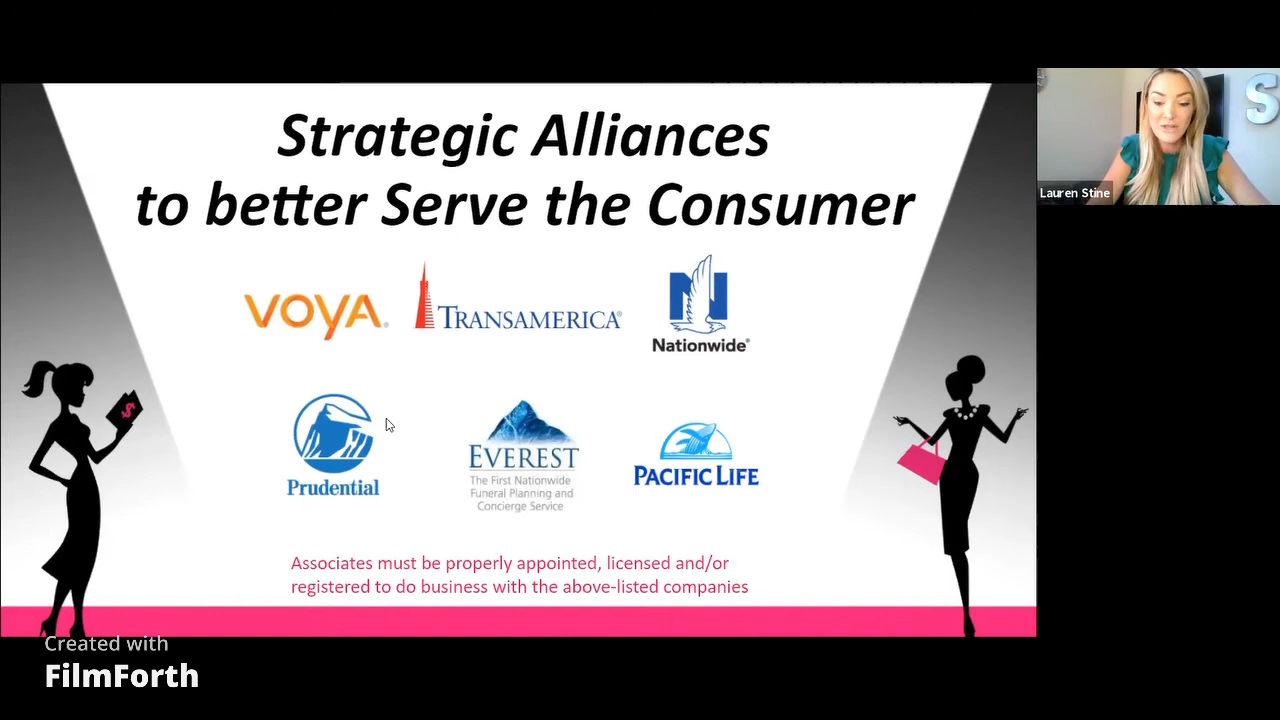 Strategic Alliances
to better Serve the Consumer
VOYA®
TRANSAMERICA®
Nationwide®
Prudential
EVEREST
The First Nationwide
Funeral Planning and
Concierge Service
PACIFIC LIFE
Associates must be properly appointed, licensed and/or
registered to do business with the above-listed companies
$
Lauren Stine
S
Created with
FilmForth